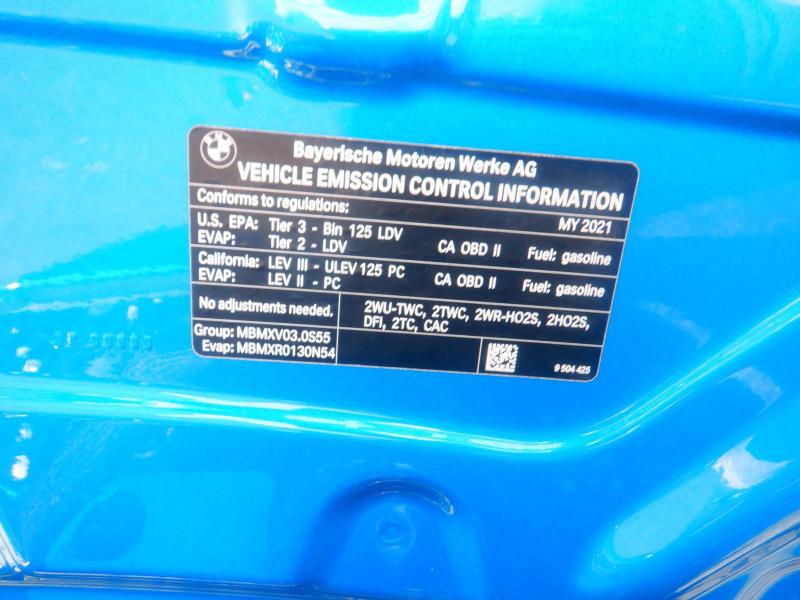 Bayerische Motoren Werke AG
VEHICLE EMISSION CONTROL INFORMATION
Conforms to regulations: MY 2021
U.S. EPA: Tier 3 - Bin 125 LDV CA OBD II Fuel: gasoline
EVAP: Tier 2 - LDV
California: LEV III - ULEV125 PC CA OBD II Fuel: gasoline
EVAP: LEV II - PC
No adjustments needed. 2WU-TWC, 2TWC, 2WR-HO2S, 2HO2S,
DFI, 2TC, CAC
Group: MBMXV03.0S55
Evap: MBMXR0130N54
9 504 425